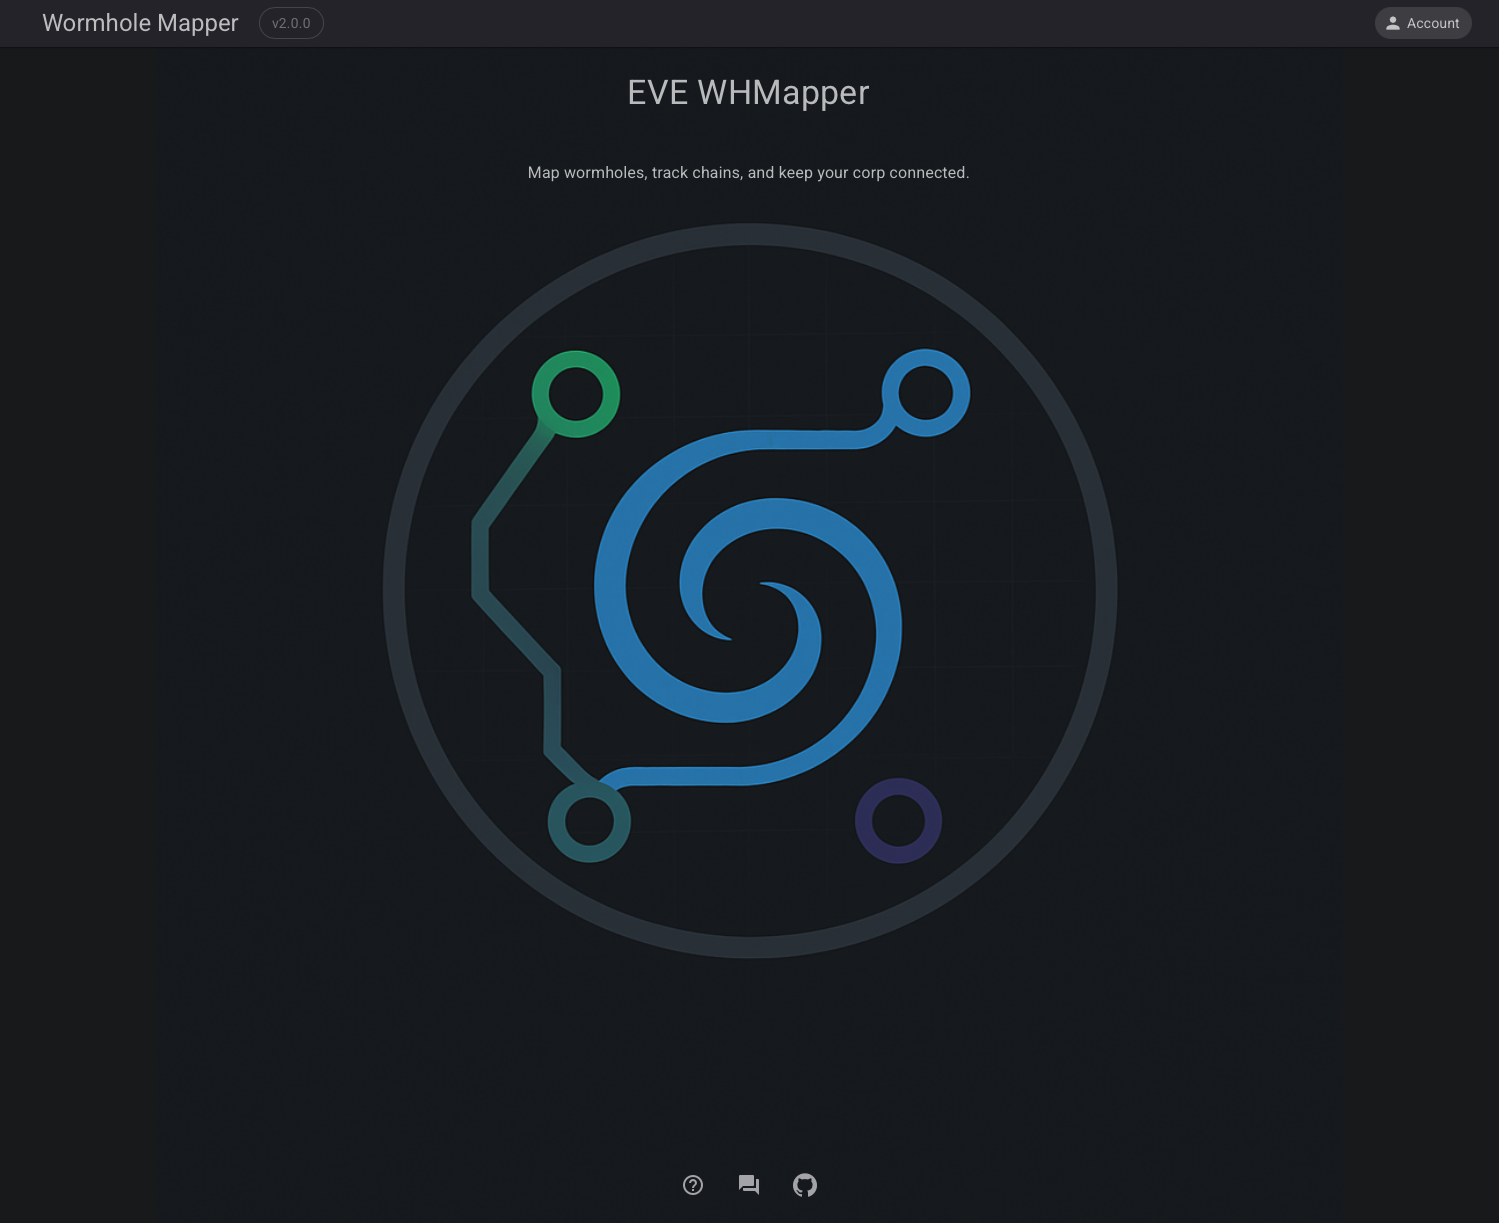 Wormhole Mapper
v2.0.0
Account
EVE WHMapper
Map wormholes, track chains, and keep your corp connected.